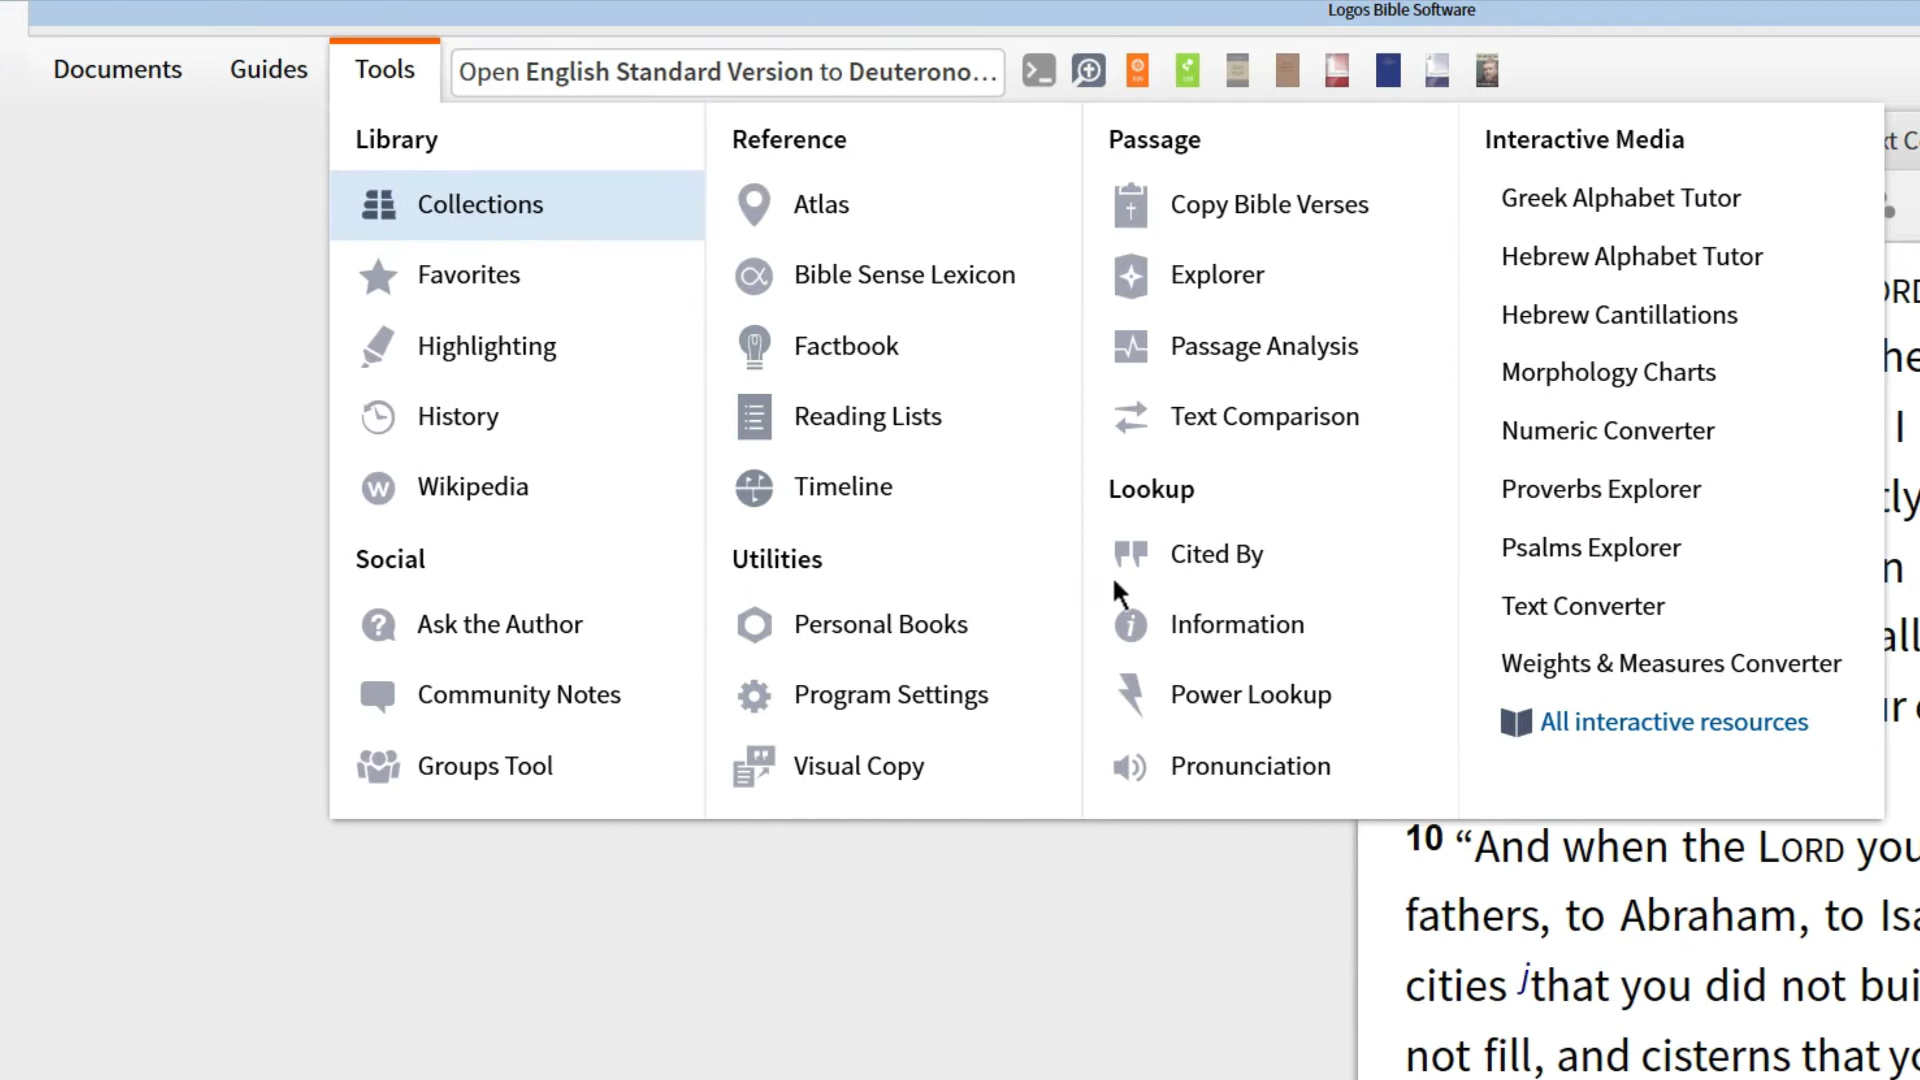 Logos Bible Software
Documents
Guides
Tools
Open English Standard Version to Deuterono...
Library
Collections
Favorites
Highlighting
History
Wikipedia
Social
Ask the Author
Community Notes
Groups Tool
Reference
Atlas
Bible Sense Lexicon
Factbook
Reading Lists
Timeline
Utilities
Personal Books
Program Settings
Visual Copy
Passage
Copy Bible Verses
Explorer
Passage Analysis
Text Comparison
Lookup
Cited By
Information
Power Lookup
Pronunciation
Interactive Media
Greek Alphabet Tutor
Hebrew Alphabet Tutor
Hebrew Cantillations
Morphology Charts
Numeric Converter
Proverbs Explorer
Psalms Explorer
Text Converter
Weights & Measures Converter
All interactive resources
10 “And when the LORD you
fathers, to Abraham, to Isa
cities j that you did not bui
not fill, and cisterns that yo